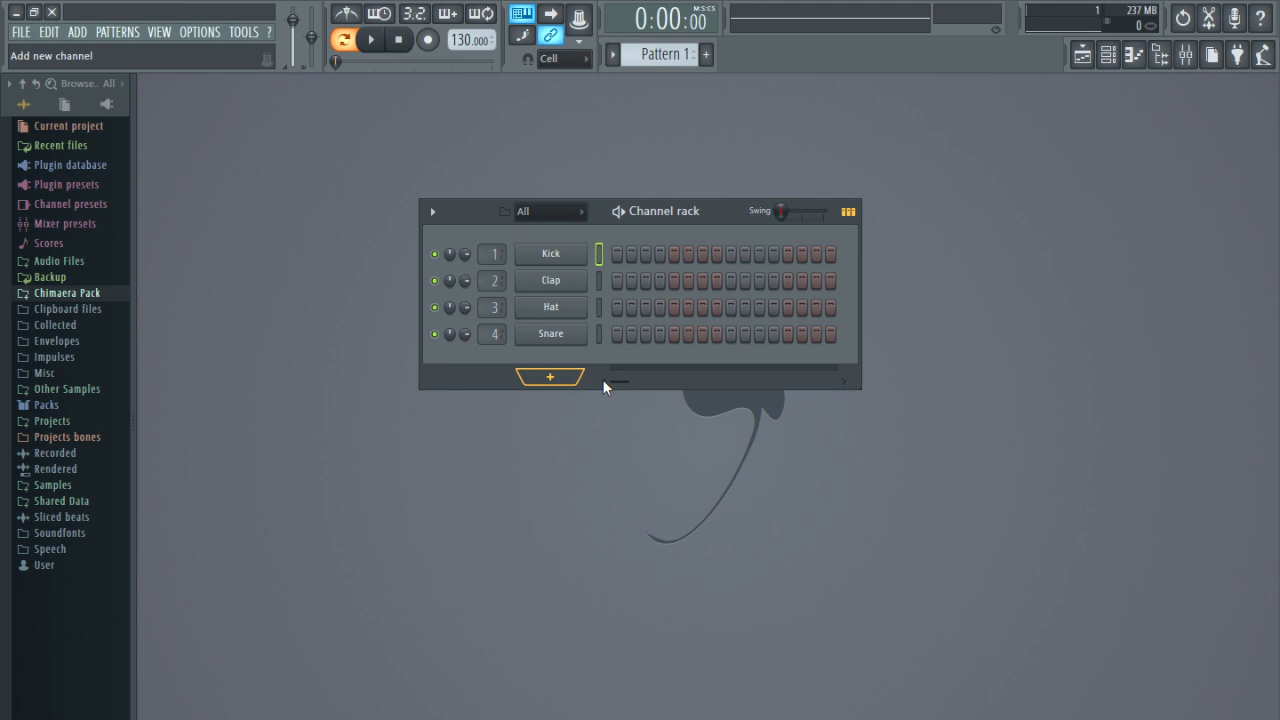 FILE EDIT ADD PATTERNS VIEW OPTIONS TOOLS ?
Add new channel
3.2
130.000
Cell
0:00:00
M:S:CS
Pattern 1
+
1
237 MB
0
?
Browse.. All
Current project
Recent files
Plugin database
Plugin presets
Channel presets
Mixer presets
Scores
Audio Files
Backup
Chimaera Pack
Clipboard files
Collected
Envelopes
Impulses
Misc
Other Samples
Packs
Projects
Projects bones
Recorded
Rendered
Samples
Shared Data
Sliced beats
Soundfonts
Speech
User
All
Channel rack
Swing
1 Kick
2 Clap
3 Hat
4 Snare
+